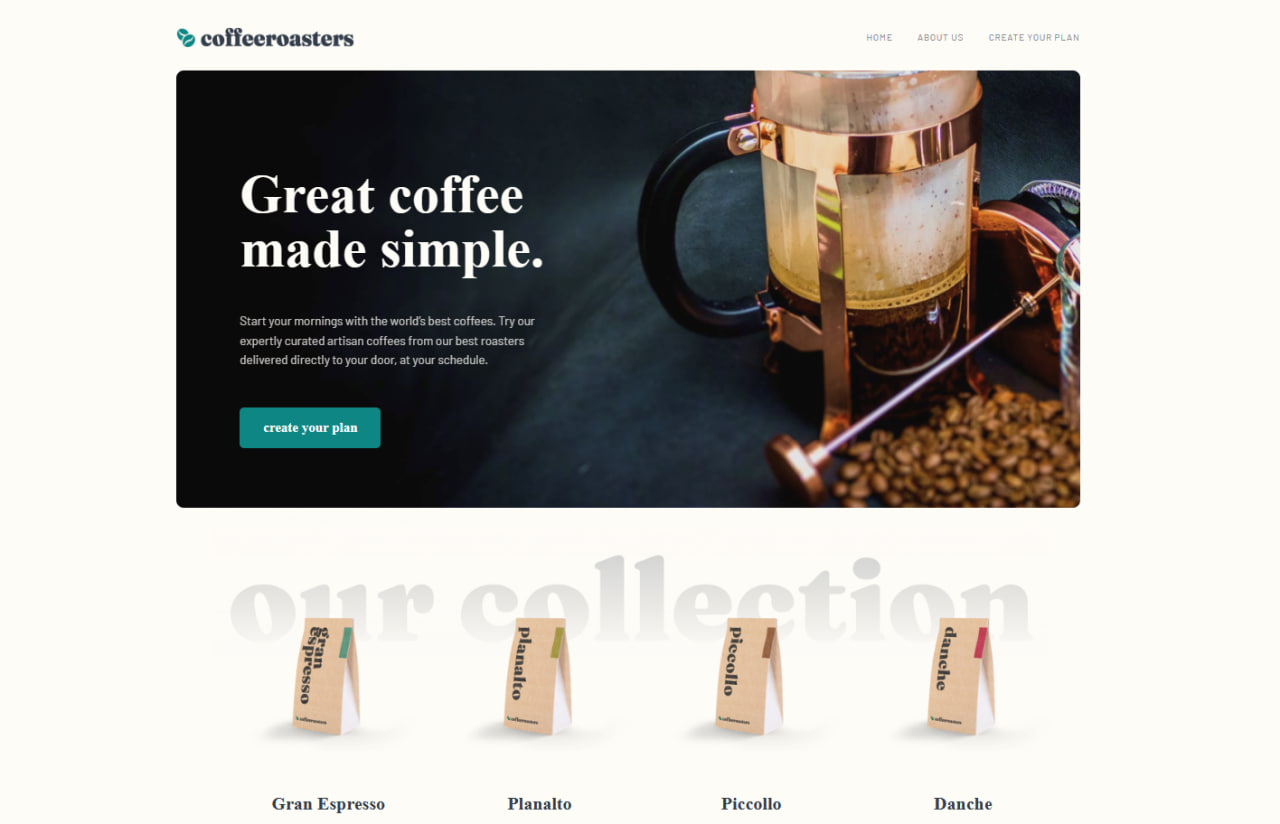 coffeeroasters
HOME ABOUT US CREATE YOUR PLAN
Great coffee
made simple.
Start your mornings with the world's best coffees. Try our
expertly curated artisan coffees from our best roasters
delivered directly to your door, at your schedule.
create your plan
our collection
gran
espresso
coffeeroasters
planalto
coffeeroasters
piccollo
coffeeroasters
danche
coffeeroasters
Gran Espresso Planalto Piccollo Danche